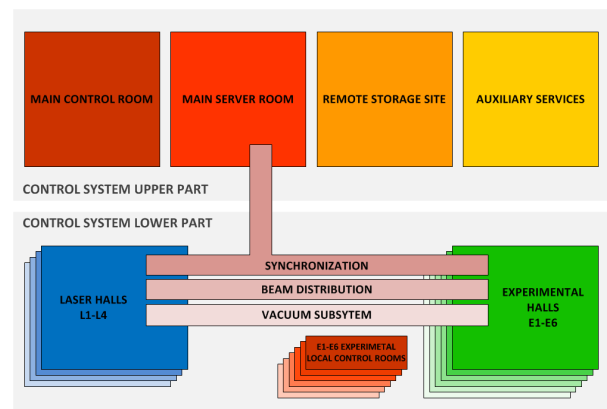 MAIN CONTROL ROOM
MAIN SERVER ROOM
REMOTE STORAGE SITE
AUXILIARY SERVICES
CONTROL SYSTEM UPPER PART
CONTROL SYSTEM LOWER PART
SYNCHRONIZATION
BEAM DISTRIBUTION
VACUUM SUBSYTEM
LASER HALLS
L1-L4
EXPERIMENTAL
HALLS
E1-E6
E1-E6 EXPERIMETAL
LOCAL CONTROL ROOMS